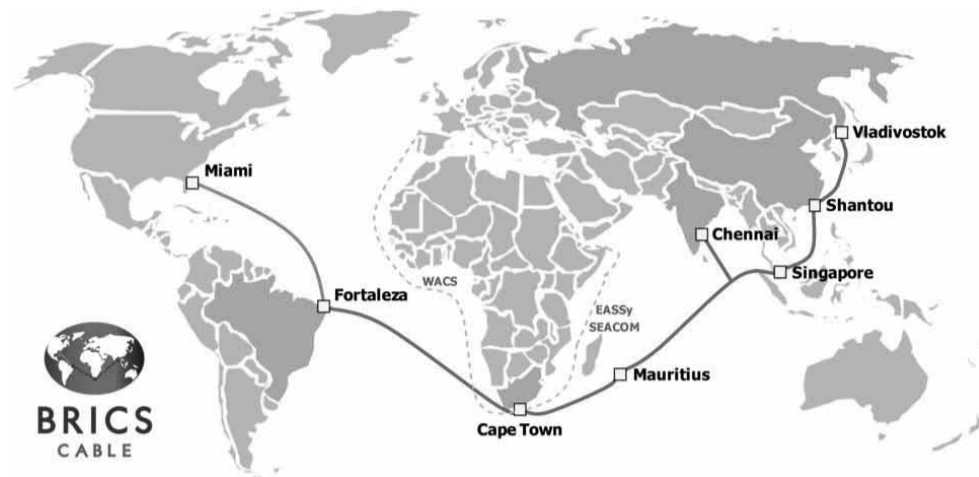 Vladivostok
Miami
Shantou
Chennai
Singapore
WACS
Fortaleza
EASSy
SEACOM
Mauritius
BRICS
CABLE
Cape Town